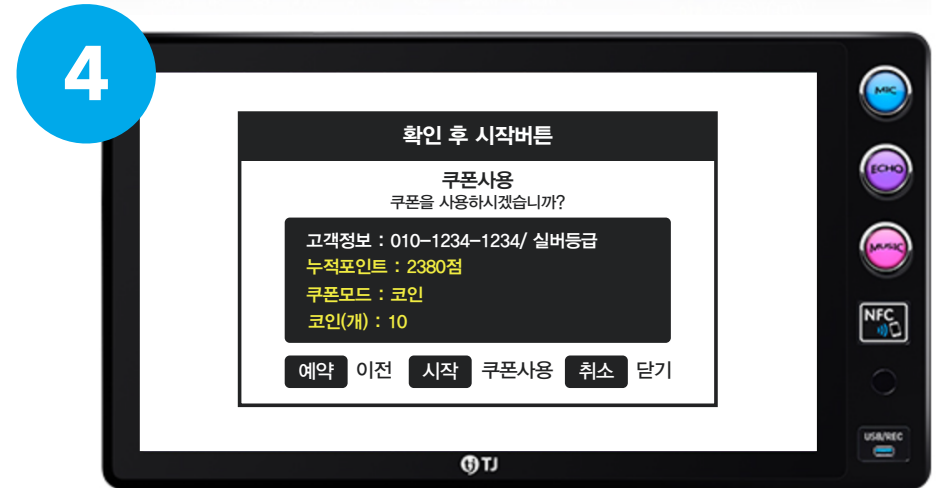 4
확인 후 시작버튼
쿠폰사용
쿠폰을 사용하시겠습니까?
고객정보 : 010-1234-1234/ 실버등급
누적포인트 : 2380점
쿠폰모드 : 코인
코인(개) : 10
예약 이전 시작 쿠폰사용 취소 닫기
MIC
ECHO
MUSIC
NFC
USB/REC
TJ